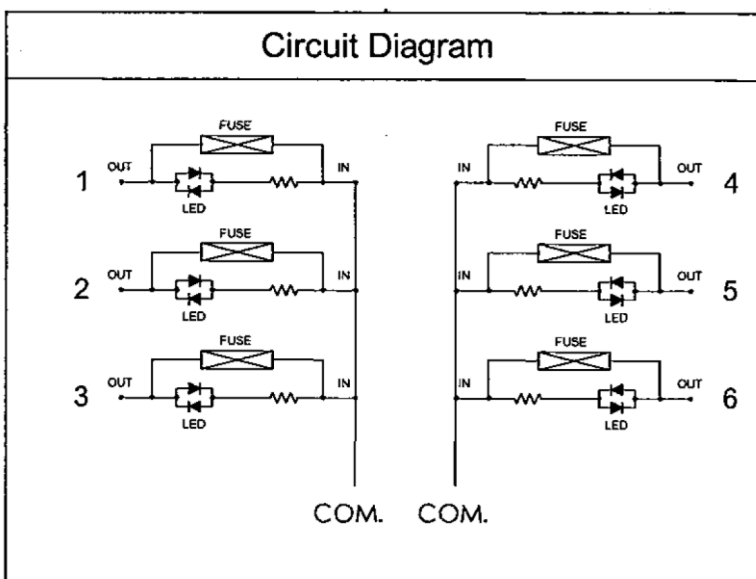 Circuit Diagram
FUSE
1 OUT IN
LED
FUSE
2 OUT IN
LED
FUSE
3 OUT IN
LED
COM.
FUSE
IN OUT 4
LED
FUSE
IN OUT 5
LED
FUSE
IN OUT 6
LED
COM.